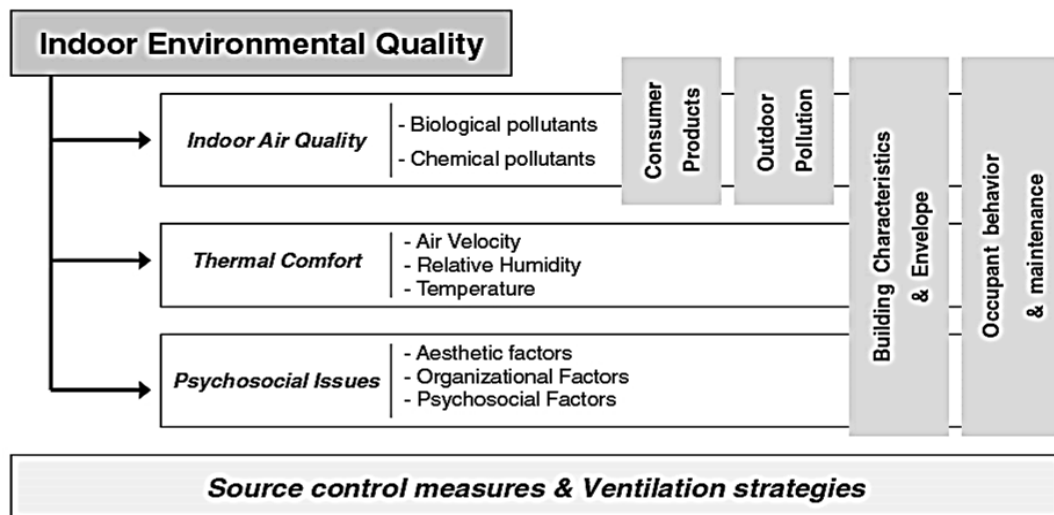 Indoor Environmental Quality
Indoor Air Quality
- Biological pollutants
- Chemical pollutants
Consumer
Products
Outdoor
Pollution
Building Characteristics
& Envelope
Occupant behavior
& maintenance
Thermal Comfort
- Air Velocity
- Relative Humidity
- Temperature
Psychosocial Issues
- Aesthetic factors
- Organizational Factors
- Psychosocial Factors
Source control measures & Ventilation strategies